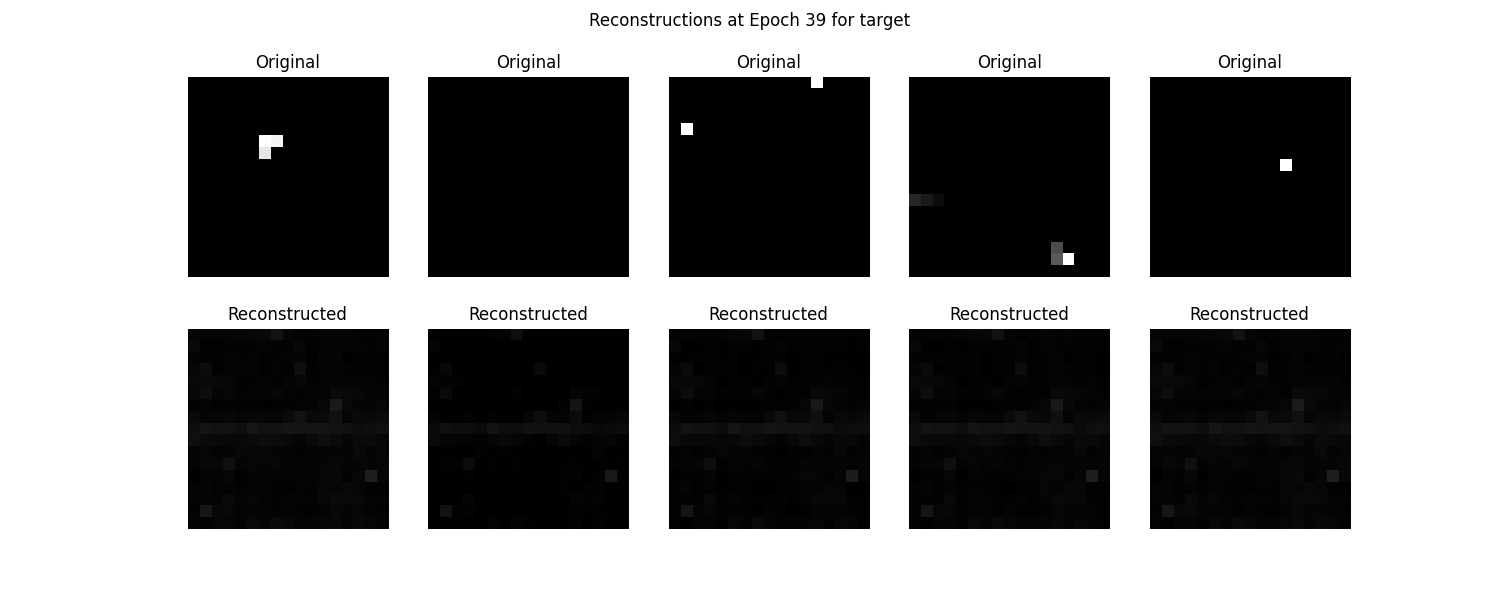 Reconstructions at Epoch 39 for target
Original Original Original Original Original
Reconstructed Reconstructed Reconstructed Reconstructed Reconstructed